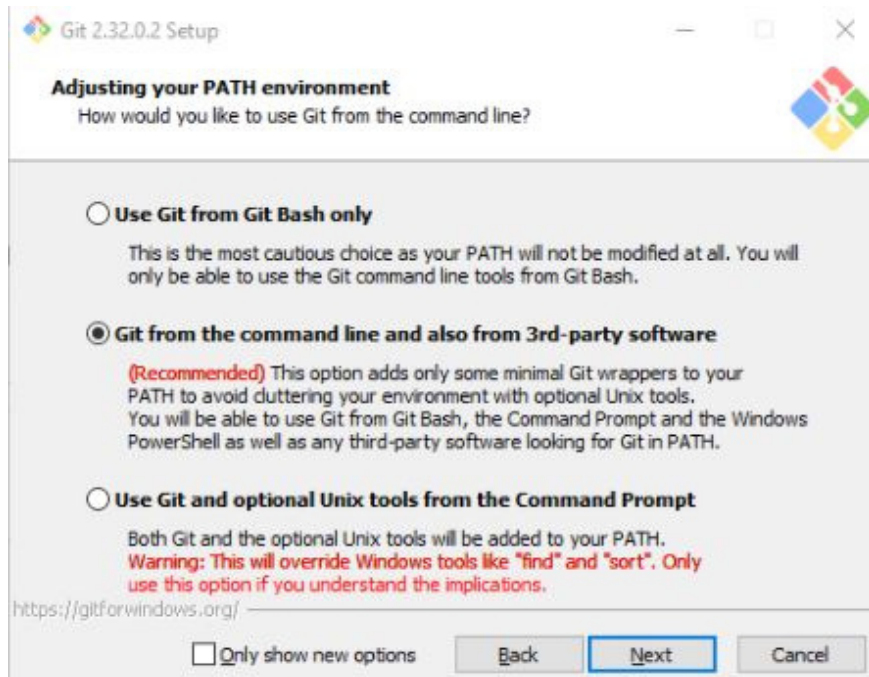 Git 2.32.0.2 Setup
Adjusting your PATH environment
How would you like to use Git from the command line?
Use Git from Git Bash only
This is the most cautious choice as your PATH will not be modified at all. You will
only be able to use the Git command line tools from Git Bash.
Git from the command line and also from 3rd-party software
(Recommended) This option adds only some minimal Git wrappers to your
PATH to avoid cluttering your environment with optional Unix tools.
You will be able to use Git from Git Bash, the Command Prompt and the Windows
PowerShell as well as any third-party software looking for Git in PATH.
Use Git and optional Unix tools from the Command Prompt
Both Git and the optional Unix tools will be added to your PATH.
Warning: This will override Windows tools like "find" and "sort". Only
use this option if you understand the implications.
https://gitforwindows.org/
Only show new options
Back
Next
Cancel